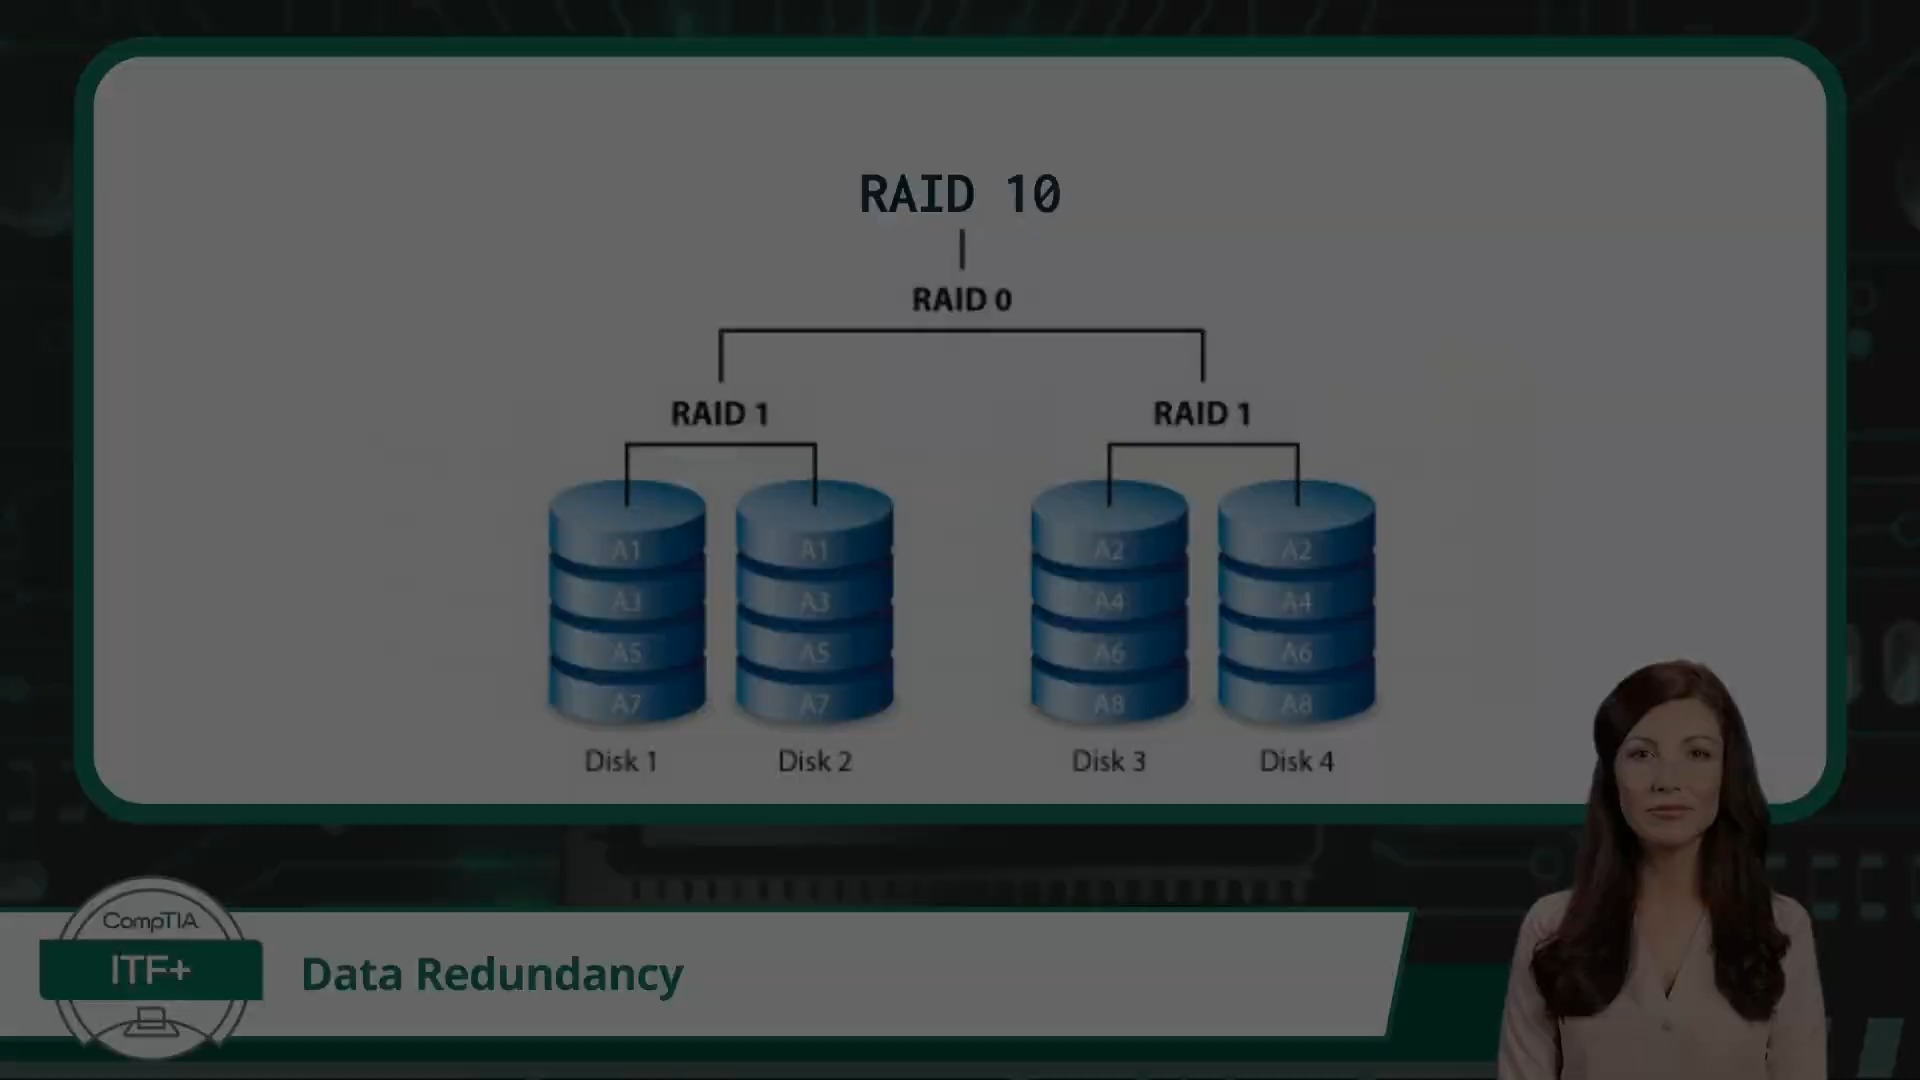 RAID 10
RAID 0
RAID 1 RAID 1
A1 A1 A2 A2
A3 A3 A4 A4
A5 A5 A6 A6
A7 A7 A8 A8
Disk 1 Disk 2 Disk 3 Disk 4
CompTIA
ITF+
Data Redundancy